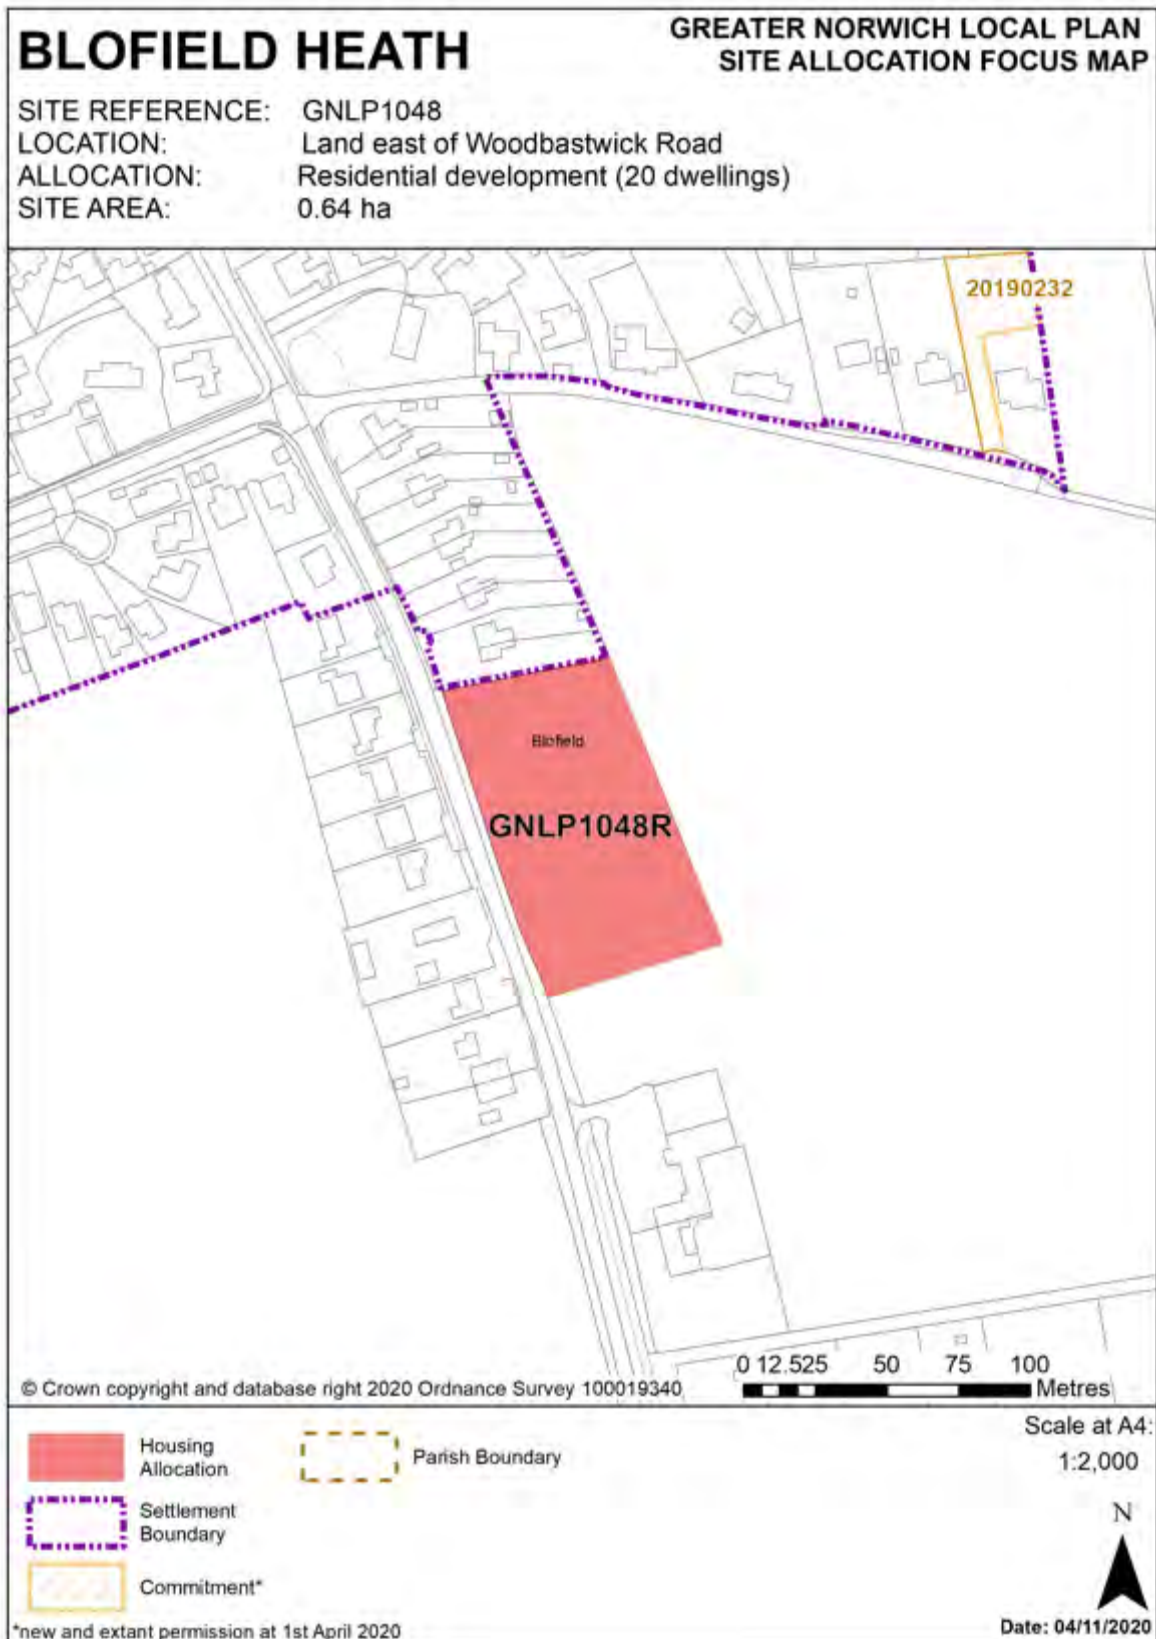 BLOFIELD HEATH
GREATER NORWICH LOCAL PLAN
SITE ALLOCATION FOCUS MAP
SITE REFERENCE: GNLP1048
LOCATION: Land east of Woodbastwick Road
ALLOCATION: Residential development (20 dwellings)
SITE AREA: 0.64 ha
20190232
Blofield
GNLP1048R
0 12.525 50 75 100
Metres
© Crown copyright and database right 2020 Ordnance Survey 100019340
Housing
Allocation
Parish Boundary
Settlement
Boundary
Commitment*
*new and extant permission at 1st April 2020
Scale at A4:
1:2,000
N
Date: 04/11/2020